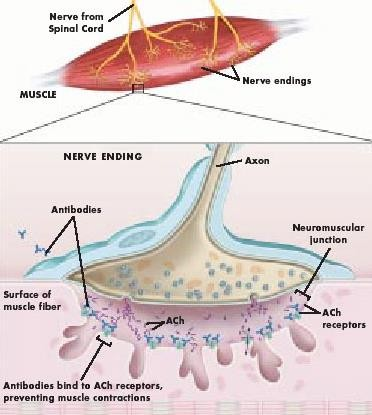 Nerve from
Spinal Cord
Nerve endings
MUSCLE
NERVE ENDING
Axon
Antibodies
Neuromuscular
junction
Surface of
muscle fiber
ACh
ACh
receptors
Antibodies bind to ACh receptors,
preventing muscle contractions